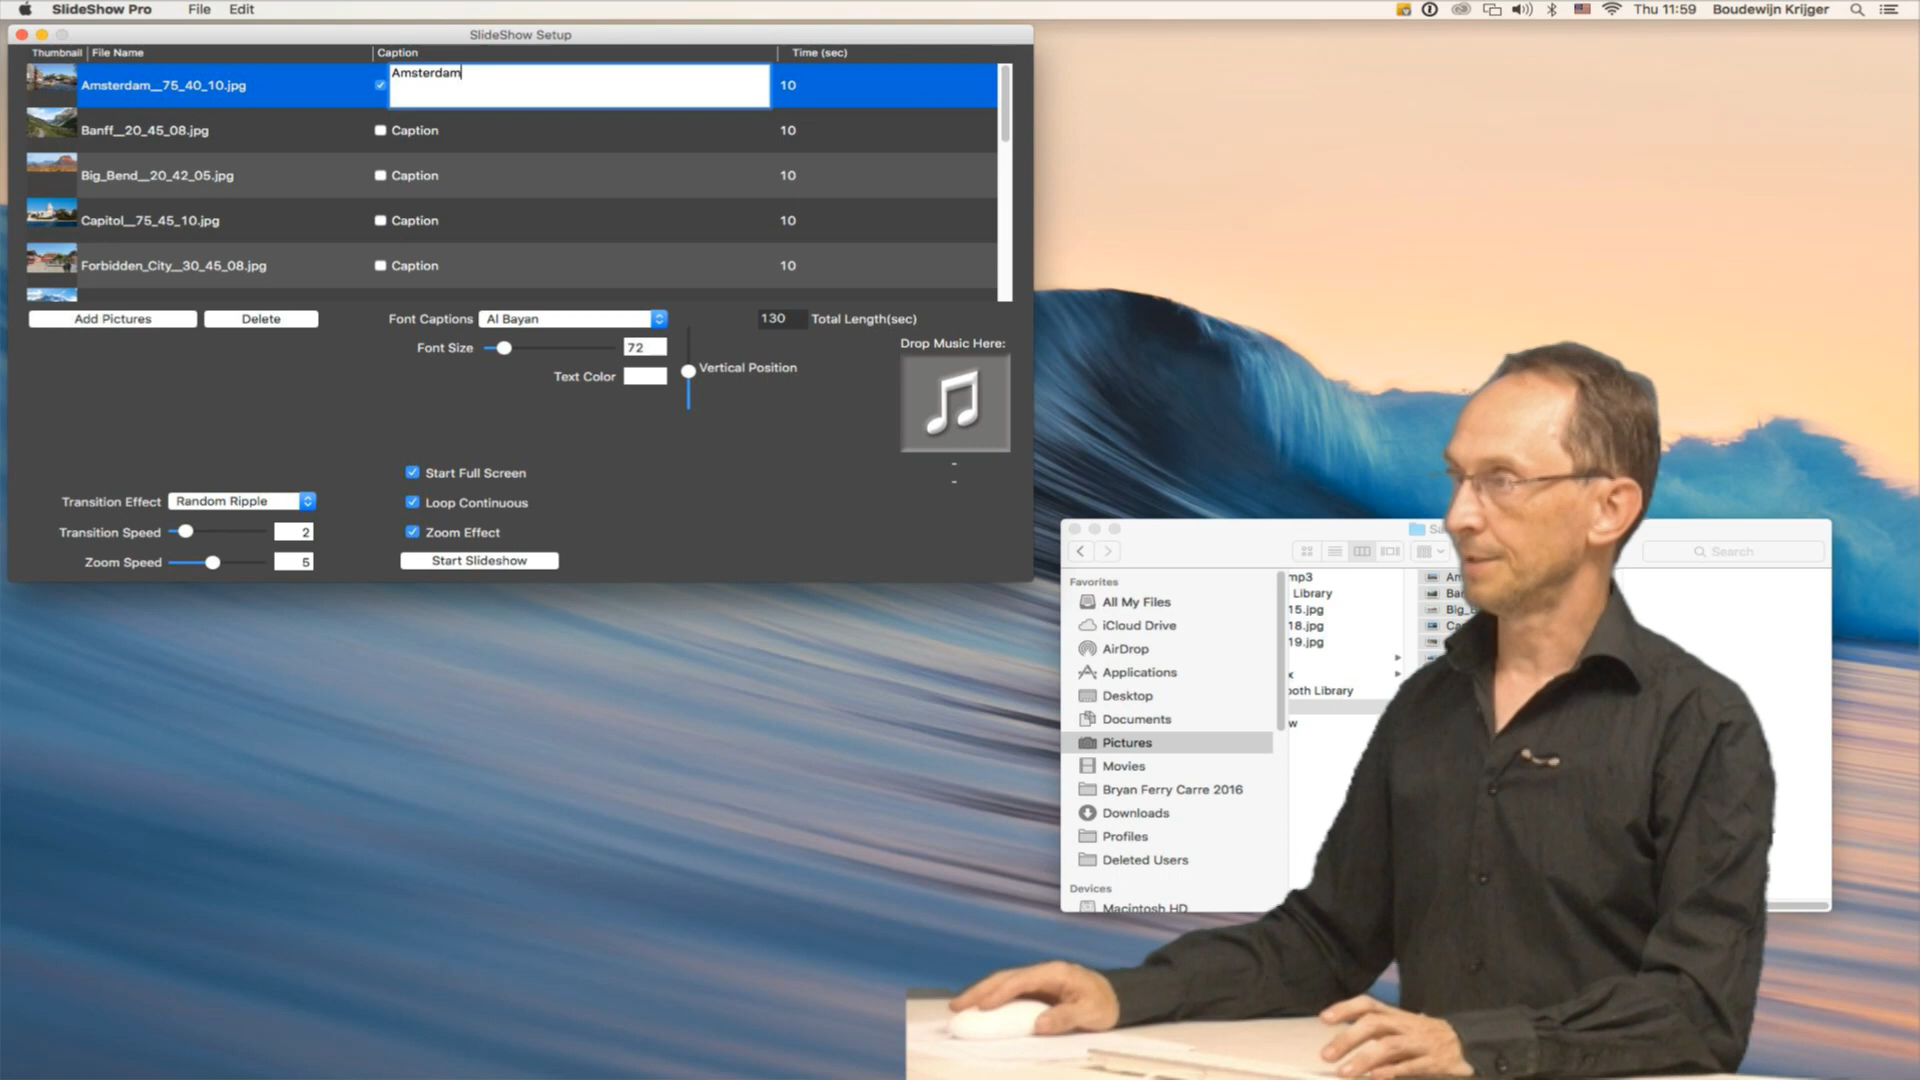 SlideShow Pro File Edit Thu 11:59 Boudewijn Krijger
SlideShow Setup
Thumbnail File Name Caption Time (sec)
Amsterdam__75_40_10.jpg Amsterdam 10
Banff__20_45_08.jpg Caption 10
Big_Bend__20_42_05.jpg Caption 10
Capitol__75_45_10.jpg Caption 10
Forbidden_City__30_45_08.jpg Caption 10
Add Pictures Delete Font Captions Al Bayan 130 Total Length(sec)
Font Size 72
Drop Music Here:
Text Color Vertical Position
-
-
Start Full Screen
Transition Effect Random Ripple Loop Continuous
Transition Speed 2 Zoom Effect
Zoom Speed 5 Start Slideshow
Search
Favorites
All My Files
iCloud Drive
AirDrop
Applications
Desktop
Documents
Pictures
Movies
Bryan Ferry Carre 2016
Downloads
Profiles
Deleted Users
Devices
Macintosh HD
mp3
Library
15.jpg
18.jpg
19.jpg
x
ooth Library
w